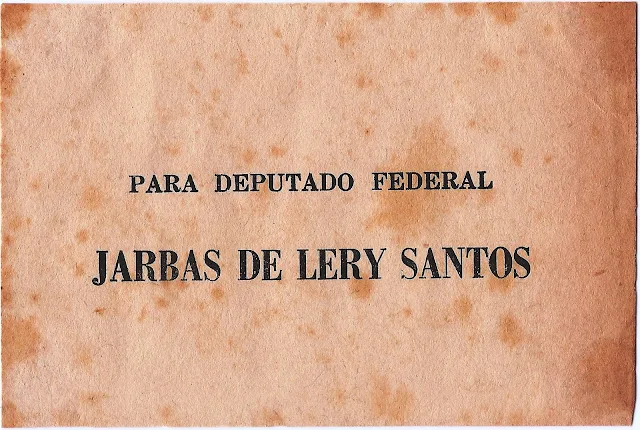 PARA DEPUTADO FEDERAL
JARBAS DE LERY SANTOS